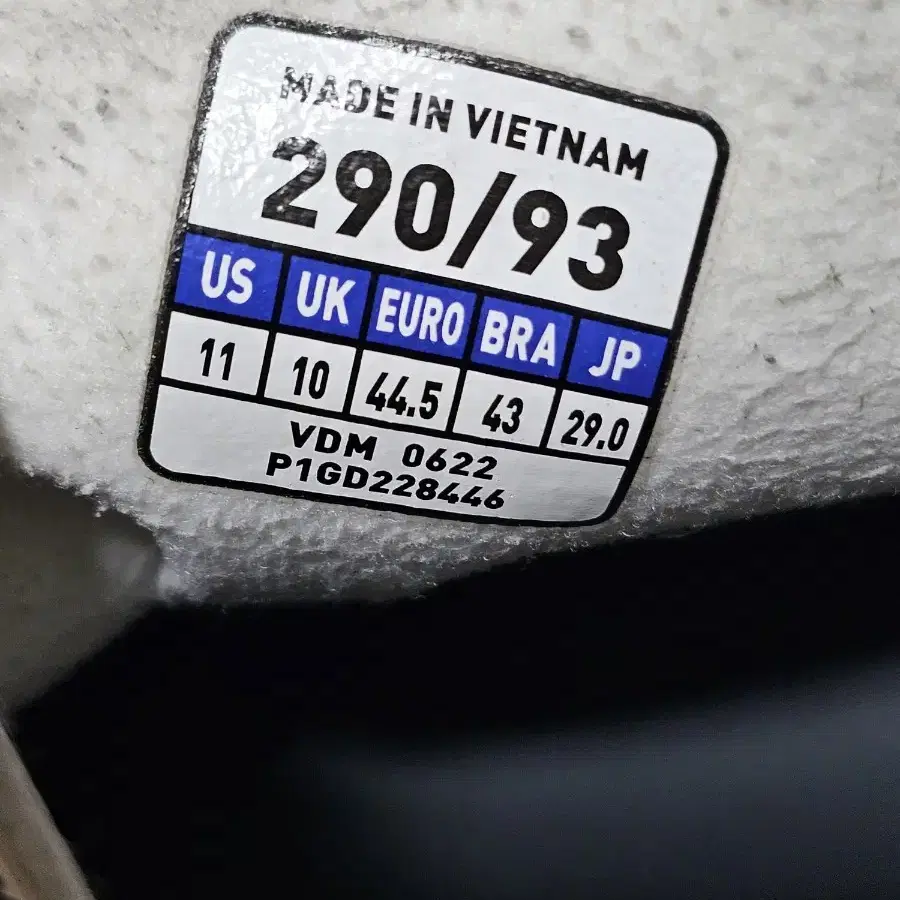 MADE IN VIETNAM
290/93
US UK EURO BRA JP
11 10 44.5 43 29.0
VDM 0622
P1GD228446